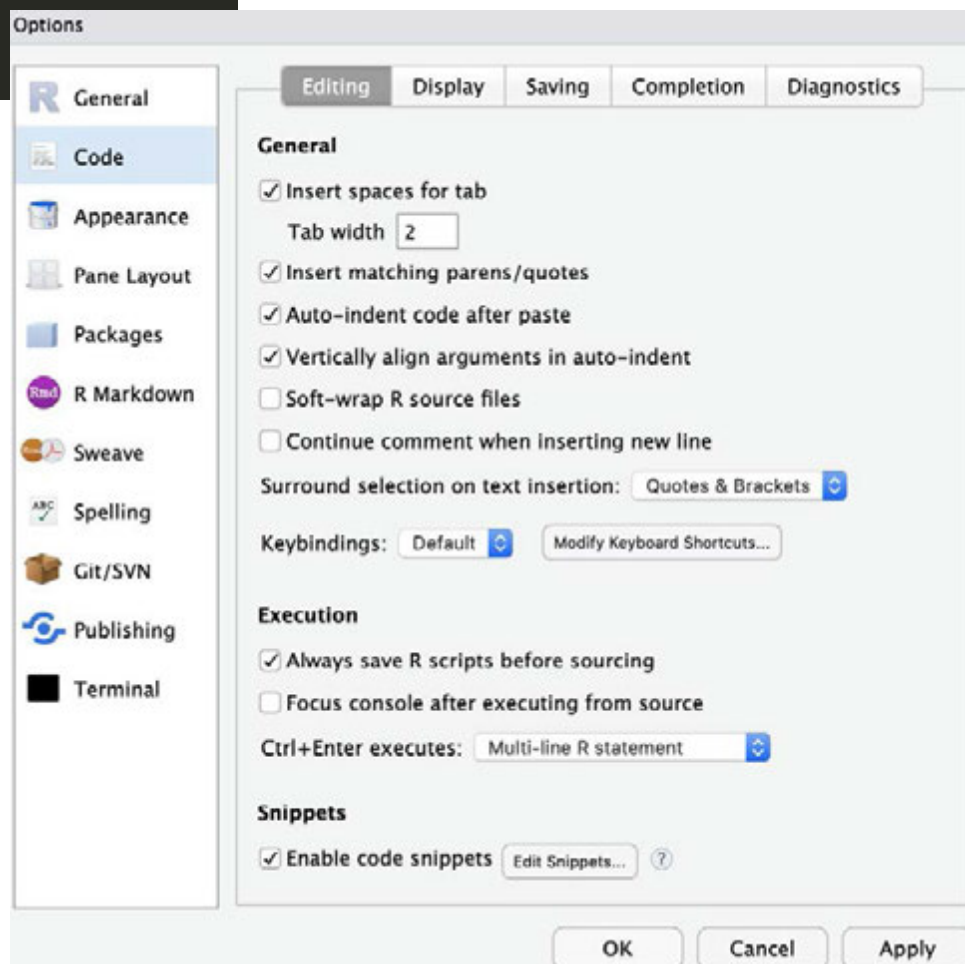 Options
General
Code
Appearance
Pane Layout
Packages
Rmd R Markdown
Sweave
ABC Spelling
Git/SVN
Publishing
Terminal
Editing Display Saving Completion Diagnostics
General
Insert spaces for tab
Tab width 2
Insert matching parens/quotes
Auto-indent code after paste
Vertically align arguments in auto-indent
Soft-wrap R source files
Continue comment when inserting new line
Surround selection on text insertion: Quotes & Brackets
Keybindings: Default Modify Keyboard Shortcuts...
Execution
Always save R scripts before sourcing
Focus console after executing from source
Ctrl+Enter executes: Multi-line R statement
Snippets
Enable code snippets Edit Snippets... ?
OK Cancel Apply